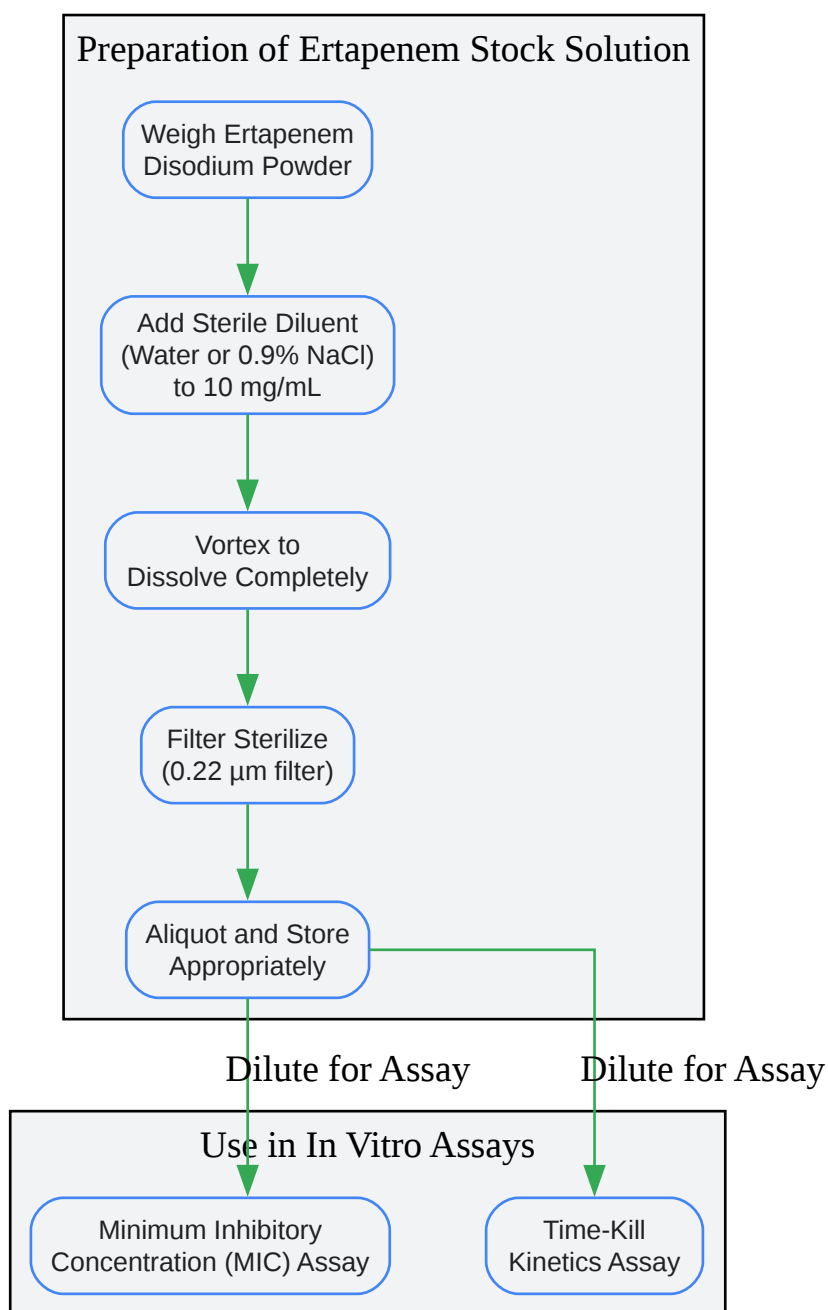 Preparation of Ertapenem Stock Solution
Weigh Ertapenem
Disodium Powder
Add Sterile Diluent
(Water or 0.9% NaCl)
to 10 mg/mL
Vortex to
Dissolve Completely
Filter Sterilize
(0.22 µm filter)
Aliquot and Store
Appropriately
Dilute for Assay
Dilute for Assay
Use in In Vitro Assays
Minimum Inhibitory
Concentration (MIC) Assay
Time-Kill
Kinetics Assay